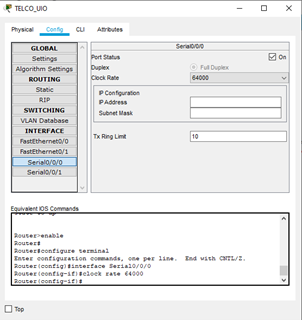 TELCO_UIO
Physical Config CLI Attributes
GLOBAL
Settings
Algorithm Settings
ROUTING
Static
RIP
SWITCHING
VLAN Database
INTERFACE
FastEthernet0/0
FastEthernet0/1
Serial0/0/0
Serial0/0/1
Serial0/0/0
Port Status On
Duplex Full Duplex
Clock Rate 64000
IP Configuration
IP Address
Subnet Mask
Tx Ring Limit 10
Equivalent IOS Commands
Router>enable
Router#
Router#configure terminal
Enter configuration commands, one per line. End with CNTL/Z.
Router(config)#interface Serial0/0/0
Router(config-if)#clock rate 64000
Router(config-if)#
Top